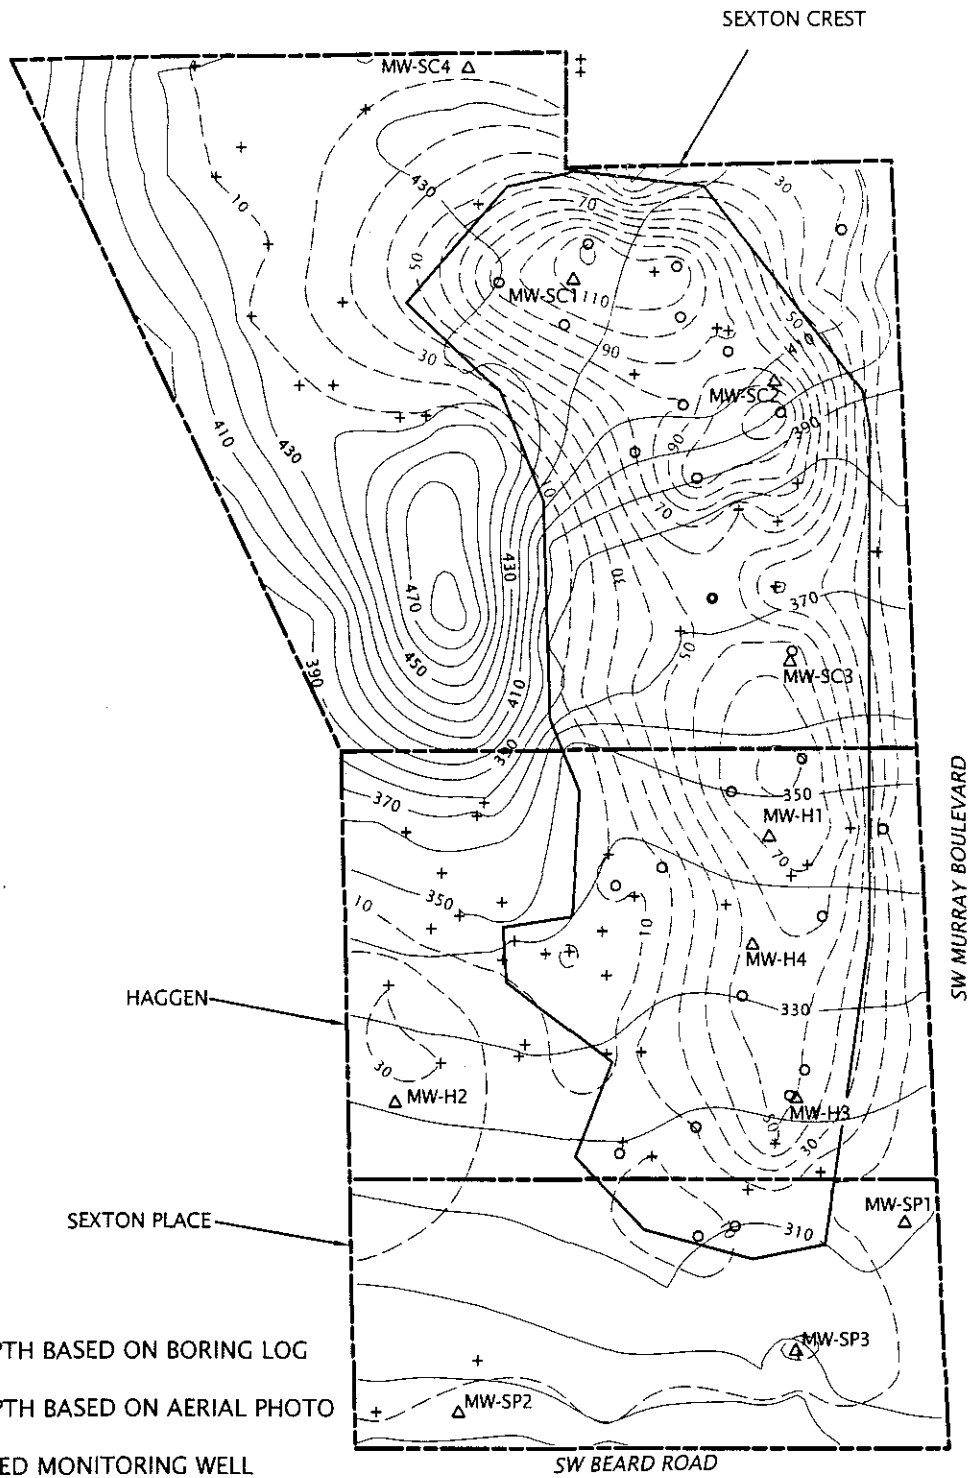 SEXTON CREST
MW-SC4
30
430
10
70
50
MW-SC1
110
50
410
90
30
MW-SC2
390
410
430
90
70
10
430
30
470
370
50
450
MW-SC3
410
390
390
350
370
MW-H1
70
SW MURRAY BOULEVARD
350
10
10
MW-H4
HAGGEN
330
30
MW-H2
MW-H3
50
30
MW-SP1
SEXTON PLACE
10
310
PTH BASED ON BORING LOG
MW-SP3
PTH BASED ON AERIAL PHOTO
MW-SP2
ED MONITORING WELL
SW BEARD ROAD